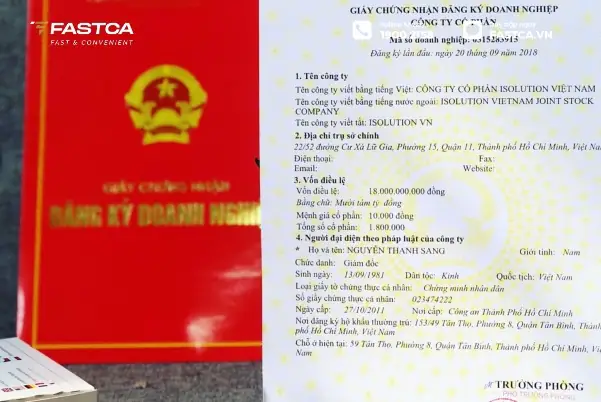 FASTCA
FAST & CONVENIENT
GIẤY CHỨNG NHẬN
ĐĂNG KÝ DOANH NGHIỆ
GIẤY CHỨNG NHẬN ĐĂNG KÝ DOANH NGHIỆP
CÔNG TY CỔ PHẦN
Mã số doanh nghiệp: 0315283915
Đăng ký lần đầu: ngày 20 tháng 09 năm 2018
1. Tên công ty
Tên công ty viết bằng tiếng Việt: CÔNG TY CỔ PHẦN ISOLUTION VIỆT NAM
Tên công ty viết bằng tiếng nước ngoài: ISOLUTION VIETNAM JOINT STOCK
COMPANY
Tên công ty viết tắt: ISOLUTION VN
2. Địa chỉ trụ sở chính
22/52 đường Cư Xá Lữ Gia, Phường 15, Quận 11, Thành phố Hồ Chí Minh, Việt Na
Điện thoại: Fax:
Email: Website:
3. Vốn điều lệ
Vốn điều lệ: 18.000.000.000 đồng
Bằng chữ: Mười tám tỷ đồng
Mệnh giá cổ phần: 10.000 đồng
Tổng số cổ phần: 1.800.000
4. Người đại diện theo pháp luật của công ty
* Họ và tên: NGUYỄN THANH SANG Giới tính: Nam
Chức danh: Giám đốc
Sinh ngày: 13/09/1981 Dân tộc: Kinh Quốc tịch: Việt Nam
Loại giấy tờ chứng thực cá nhân: Chứng minh nhân dân
Số giấy chứng thực cá nhân: 023474222
Ngày cấp: 27/10/2011 Nơi cấp: Công an Thành Phố Hồ Chí Minh
Nơi đăng ký hộ khẩu thường trú: 153/49 Tân Thọ, Phường 8, Quận Tân Bình, Thành
phố Hồ Chí Minh, Việt Nam
Chỗ ở hiện tại: 59 Tân Thọ, Phường 8, Quận Tân Bình, Thành phố Hồ Chí Minh, Việ
Nam
TRƯỞNG PHÒNG
PHÓ TRƯỞNG PHÒNG